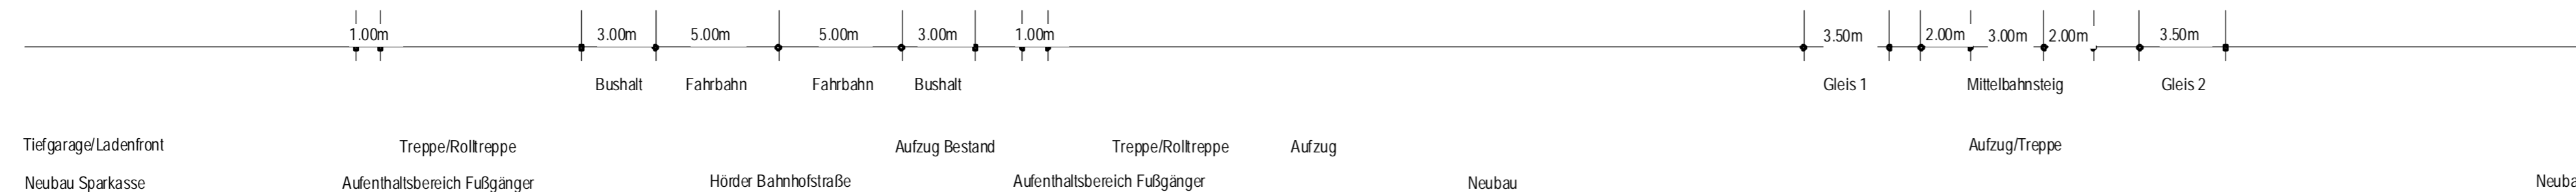 1.00m 3.00m 5.00m 5.00m 3.00m 1.00m 3.50m 2.00m 3.00m 2.00m 3.50m
Bushalt Fahrbahn Fahrbahn Bushalt Gleis 1 Mittelbahnsteig Gleis 2
Tiefgarage/Ladenfront Treppe/Rolltreppe Aufzug Bestand Treppe/Rolltreppe Aufzug Aufzug/Treppe
Neubau Sparkasse Aufenthaltsbereich Fußgänger Hörder Bahnhofstraße Aufenthaltsbereich Fußgänger Neubau